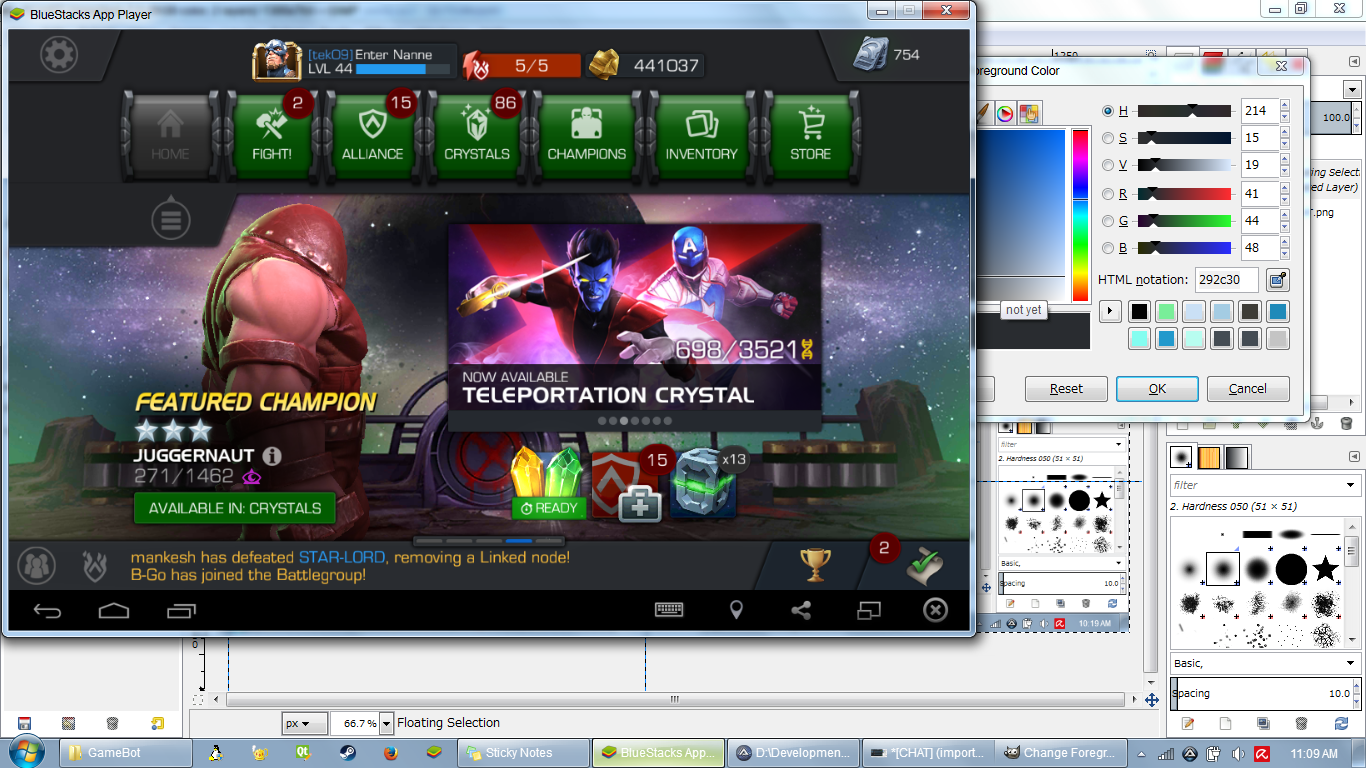 BlueStacks App Player
[tek09] Enter Nanne
LVL 44
5/5
441037
754
HOME
2
FIGHT!
15
ALLIANCE
86
CRYSTALS
CHAMPIONS
INVENTORY
STORE
698/3521
NOW AVAILABLE
TELEPORTATION CRYSTAL
FEATURED CHAMPION
JUGGERNAUT
271/1462
AVAILABLE IN: CRYSTALS
READY
15
x13
mankesh has defeated STAR-LORD, removing a Linked node!
B-Go has joined the Battlegroup!
2
oreground Color
H 214
S 15
V 19
R 41
G 44
B 48
HTML notation: 292c30
not yet
Reset
OK
Cancel
100.0
ing Select
ed Layer)
r.png
filter
2. Hardness 050 (51 × 51)
Basic,
Spacing 10.0
10:19 AM
filter
2. Hardness 050 (51 × 51)
Basic,
Spacing 10.0
0
px
66.7 %
Floating Selection
GameBot
Sticky Notes
BlueStacks App...
D:\Developmen...
*[CHAT] (import...
Change Foregr...
11:09 AM